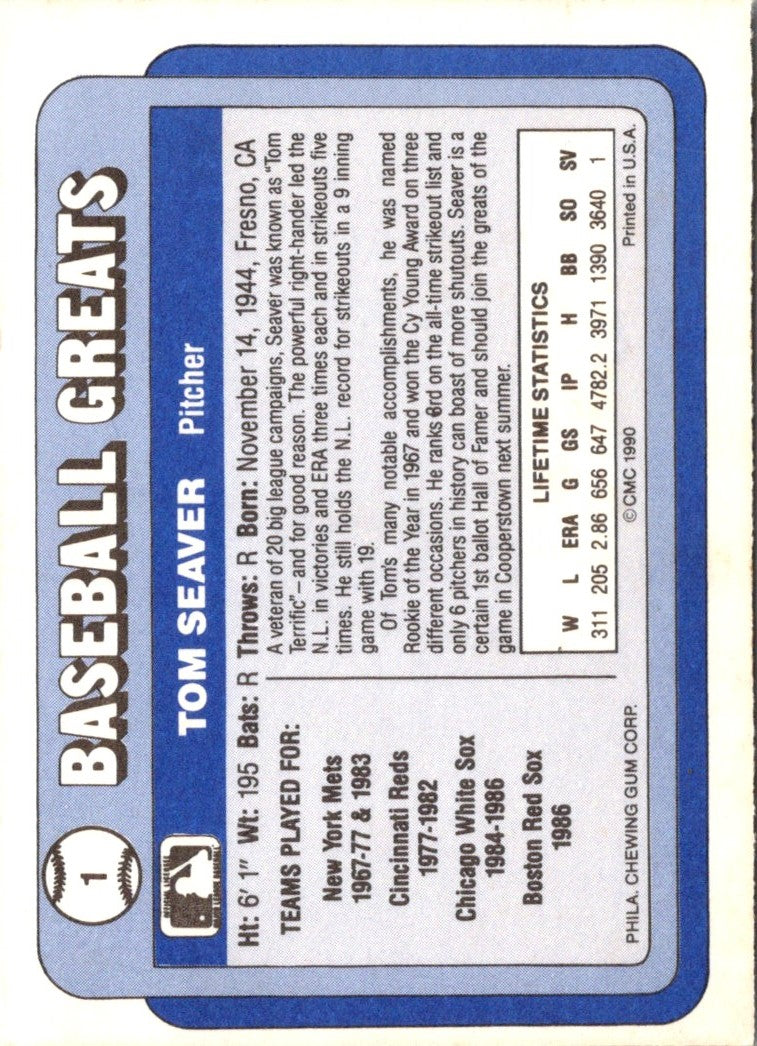 1
BASEBALL GREATS
TOM SEAVER Pitcher
Ht: 6' 1" Wt: 195 Bats: R Throws: R Born: November 14, 1944, Fresno, CA
TEAMS PLAYED FOR:
New York Mets
1967-77 & 1983
Cincinnati Reds
1977-1982
Chicago White Sox
1984-1986
Boston Red Sox
1986
A veteran of 20 big league campaigns, Seaver was known as "Tom
Terrific"–and for good reason. The powerful right-hander led the
N.L. in victories and ERA three times each and in strikeouts five
times. He still holds the N.L. record for strikeouts in a 9 inning
game with 19.
Of Tom's many notable accomplishments, he was named
Rookie of the Year in 1967 and won the Cy Young Award on three
different occasions. He ranks on the all-time strikeout list and
only 6 pitchers in history can boast of more shutouts. Seaver is a
certain 1st ballot Hall of Famer and should join the greats of the
game in Cooperstown next summer.
LIFETIME STATISTICS
W L ERA G GS IP H BB SO SV
311 205 2.86 656 647 4782.2 3971 1390 3640 1
PHILA. CHEWING GUM CORP. © CMC 1990 Printed in U.S.A.